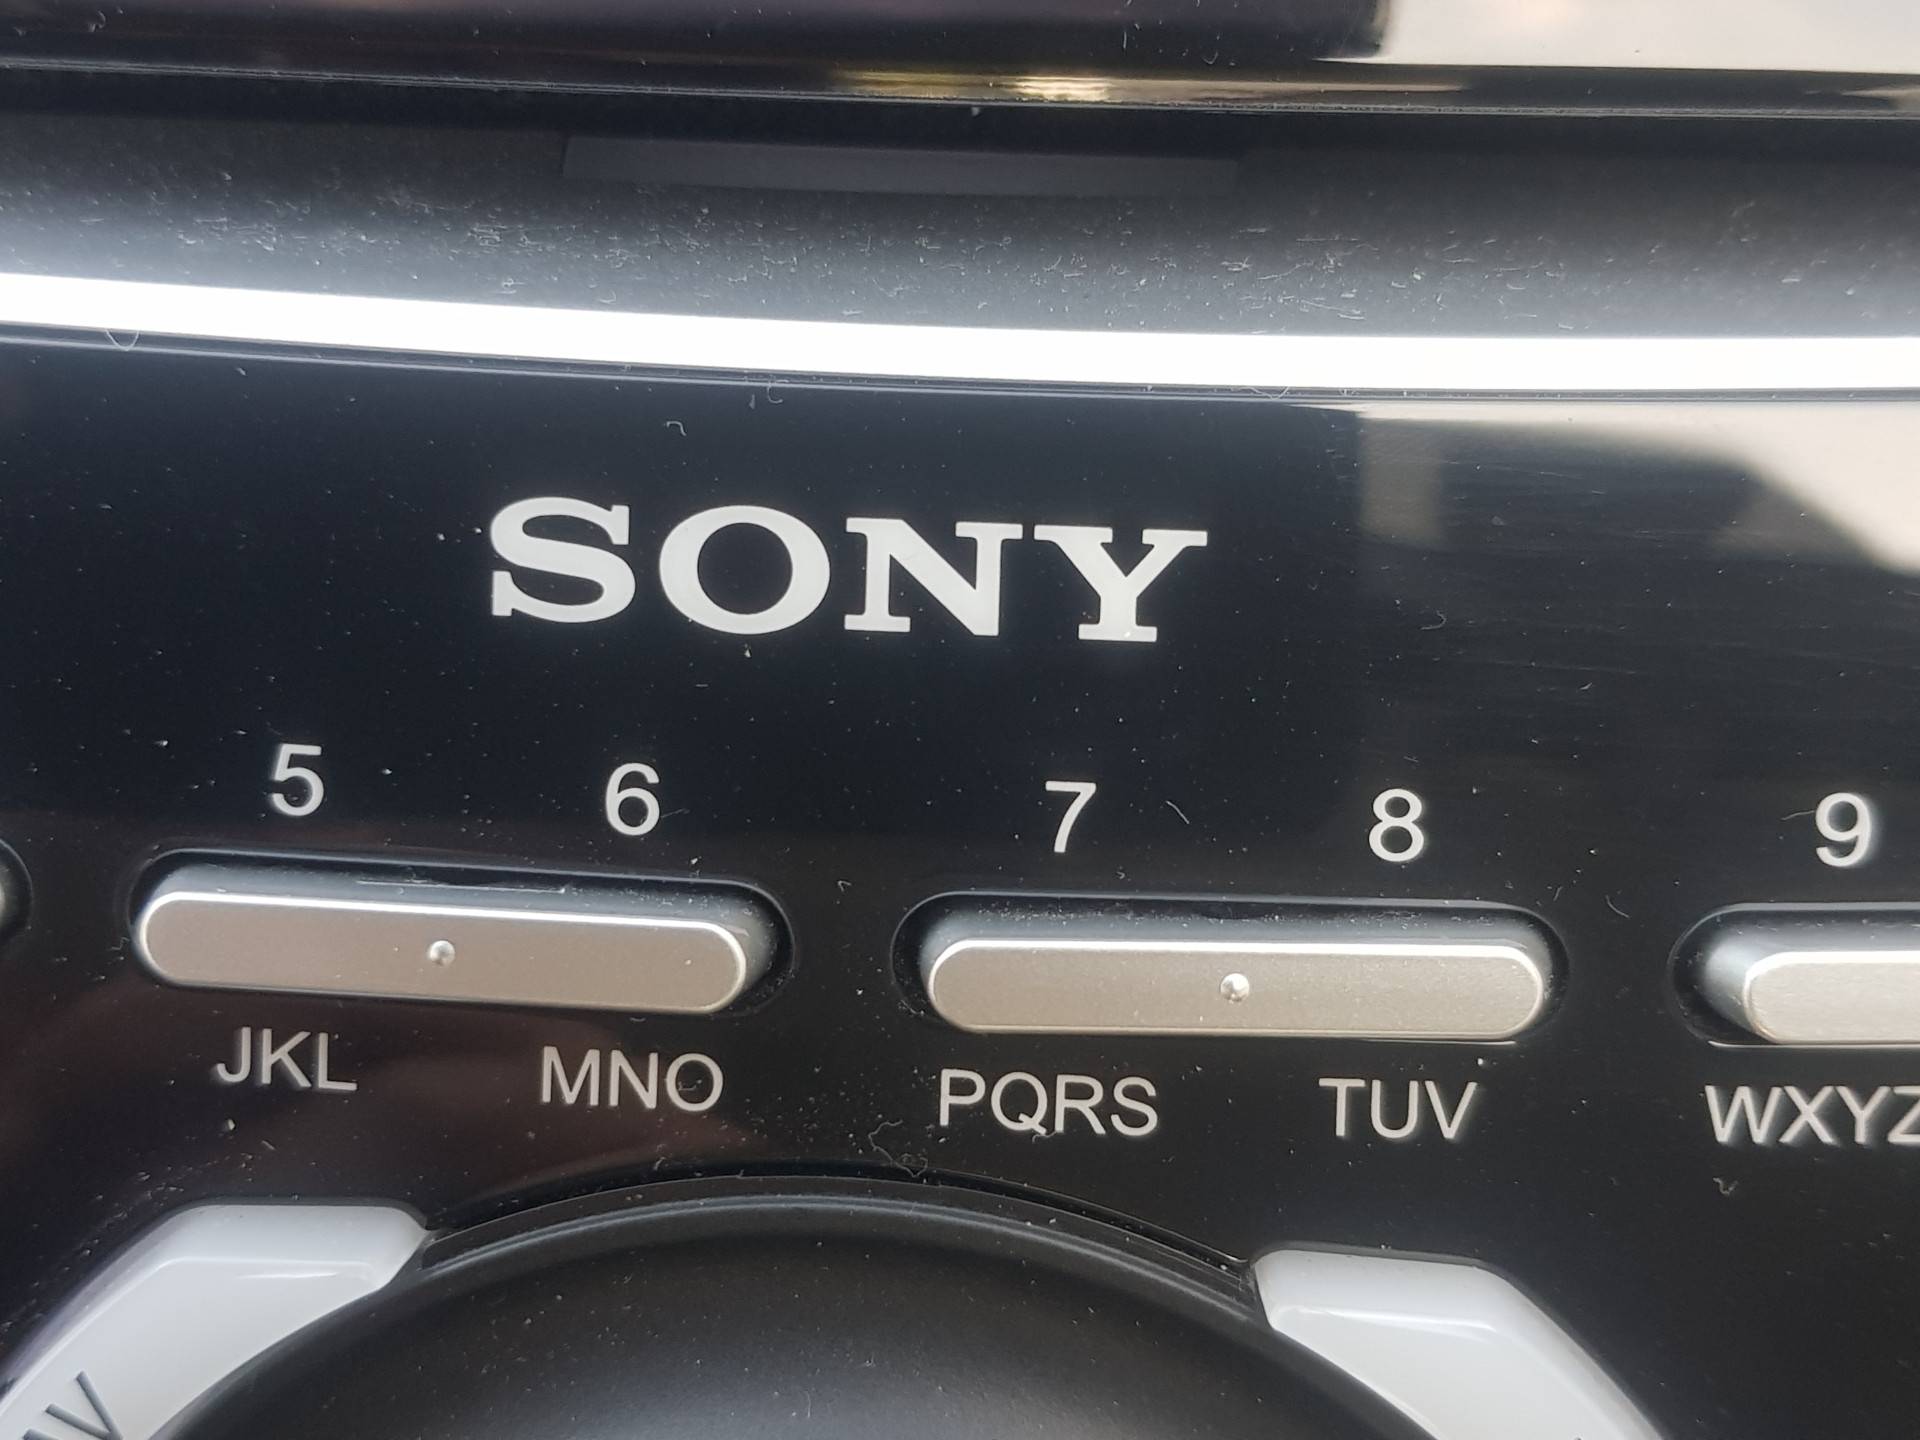 SONY
5 6 7 8 9
JKL MNO PQRS TUV WXYZ